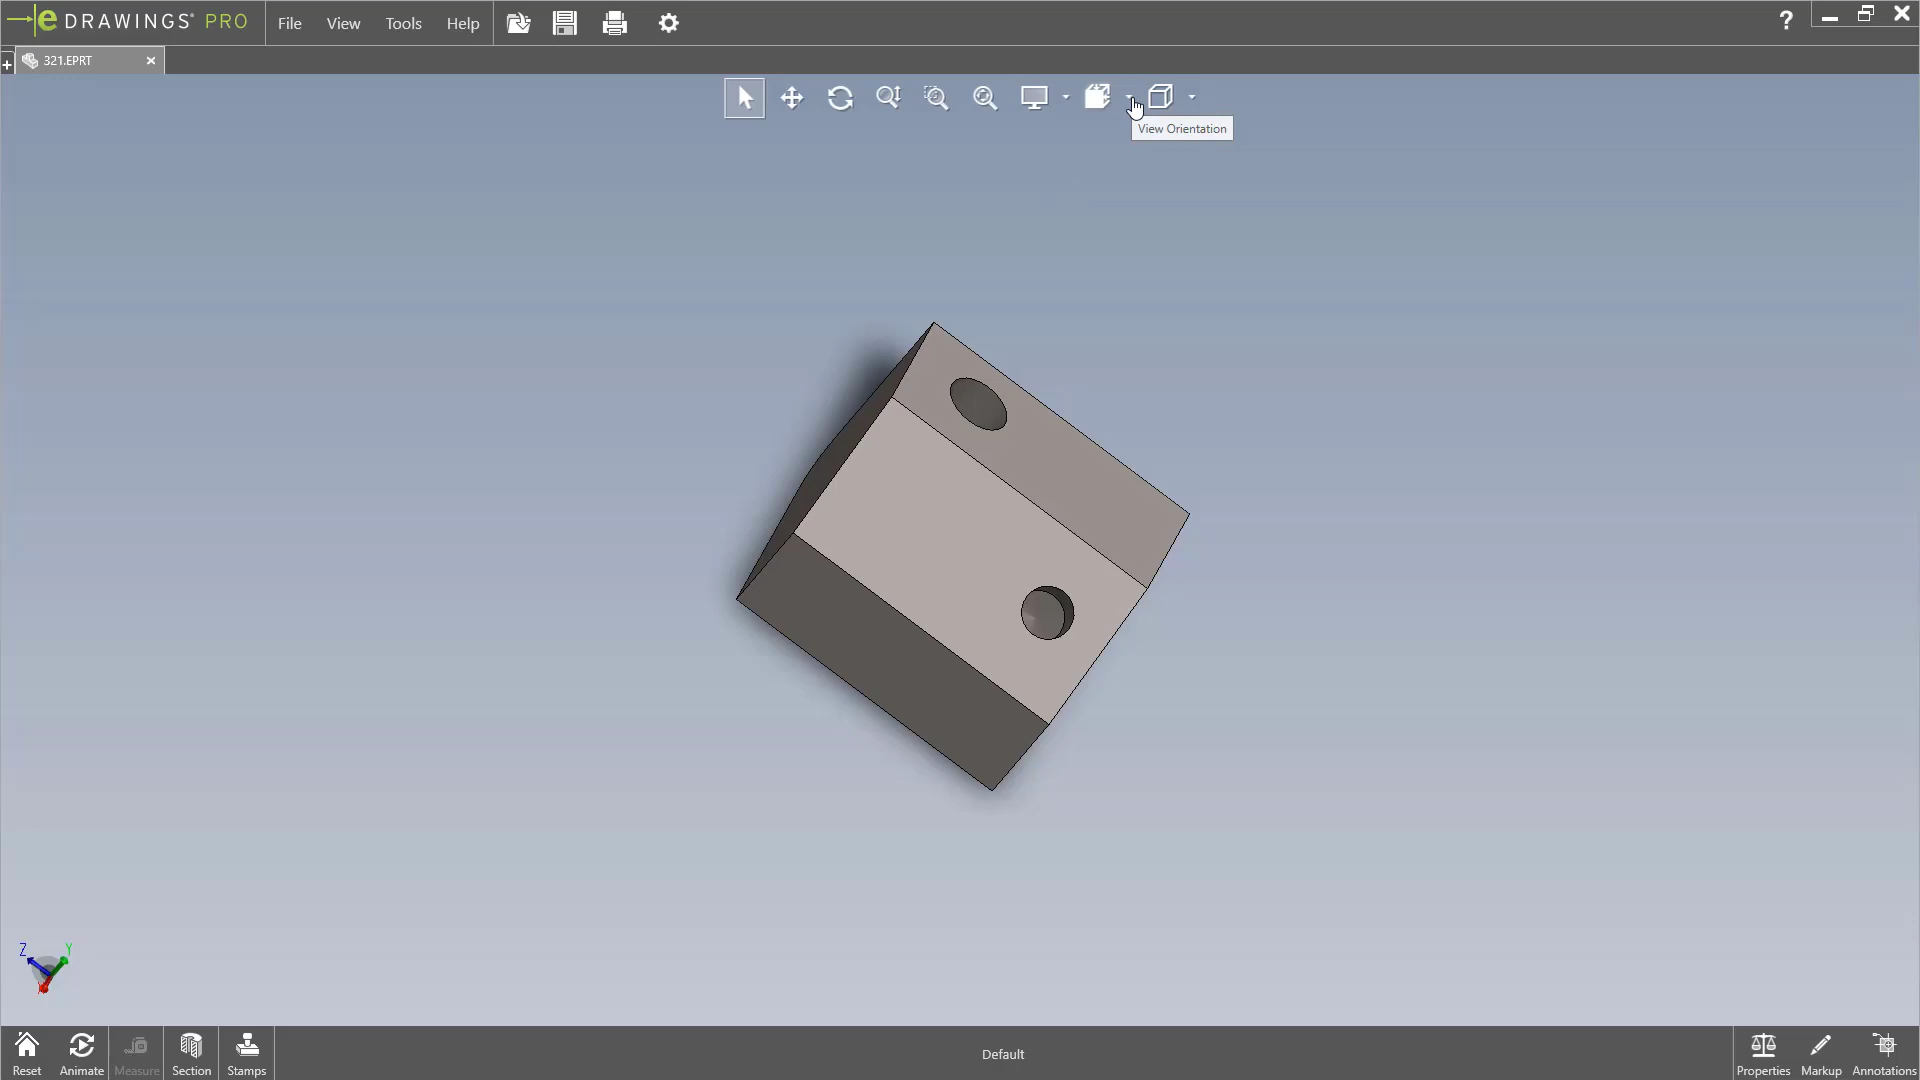 eDRAWINGS® PRO
File View Tools Help
?
321.EPRT
View Orientation
Z Y
Reset Animate Measure Section Stamps
Default
Properties Markup Annotations